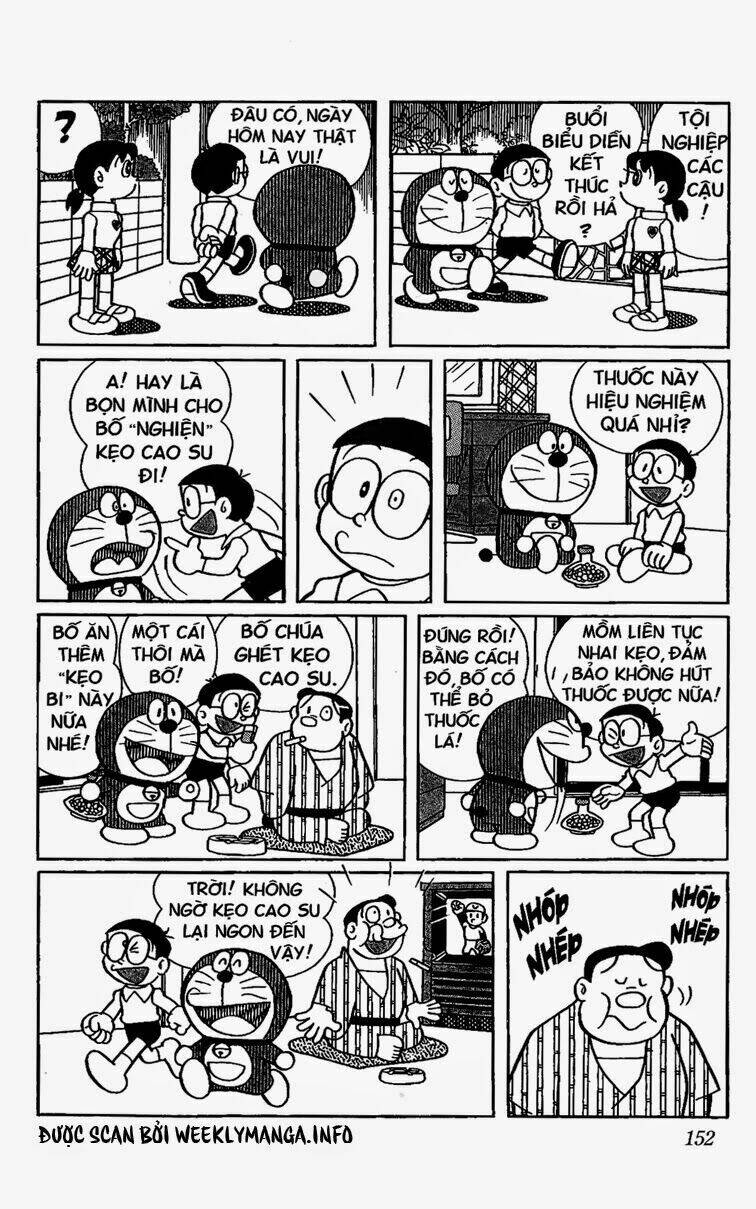 TỘI
NGHIỆP
CÁC
CẬU
!
BUỔI
BIỂU DIỄN
KẾT
THÚC
RỒI HẢ
?
ĐÂU CÓ, NGÀY
HÔM NAY THẬT
LÀ VUI!
?
THUỐC NÀY
HIỆU NGHIỆM
QUÁ NHỈ?
A! HAY LÀ
BỌN MÌNH CHO
BỐ "NGHIỆN"
KẸO CAO SU
ĐI!
MỒM LIÊN TỤC
NHAI KẸO, ĐẢM
BẢO KHÔNG HÚT
THUỐC ĐƯỢC NỮA!
ĐÚNG RỒI!
BẰNG CÁCH
ĐÓ, BỐ CÓ
THỂ BỎ
THUỐC
LÁ!
BỐ CHÚA
GHÉT KẸO
CAO SU.
MỘT CÁI
THÔI MÀ
BỐ!
BỐ ĂN
THÊM
"KẸO
BI" NÀY
NỮA
NHÉ!
NHÓP
NHÉP
NHÓP
NHÉP
TRỜI! KHÔNG
NGỜ KẸO CAO SU
LẠI NGON ĐẾN
VẬY!
ĐƯỢC SCAN BỞI WEEKLYMANGA.INFO
152